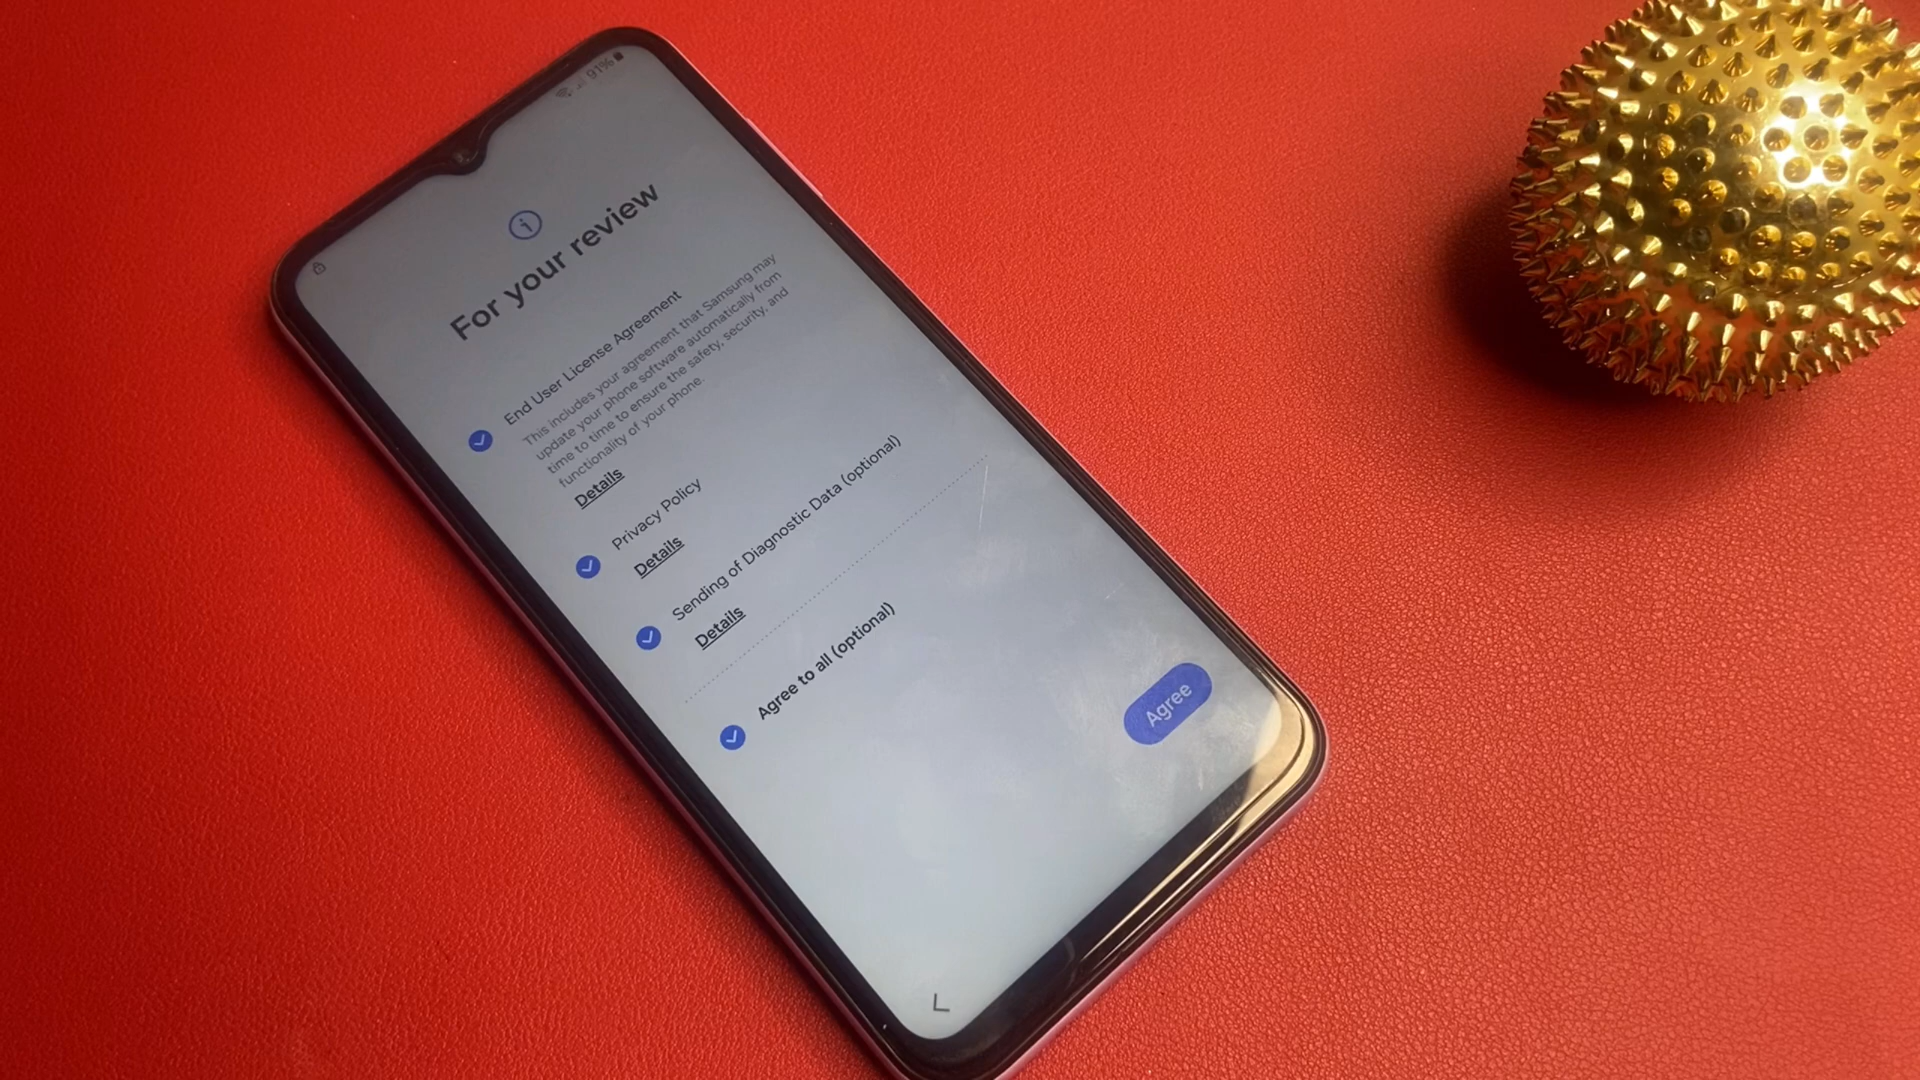 91%
For your review
End User License Agreement
This includes your agreement that Samsung may
update your phone software automatically from
time to time to ensure the safety, security, and
functionality of your phone.
Details
Privacy Policy
Details
Sending of Diagnostic Data (optional)
Details
Agree to all (optional)
Agree